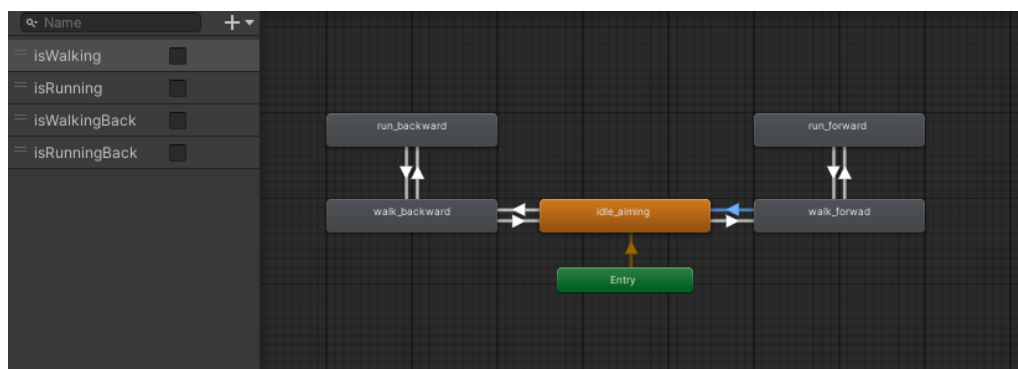 Name
isWalking
isRunning
isWalkingBack
isRunningBack
run_backward
run_forward
walk_backward
idle_aiming
walk_forwad
Entry